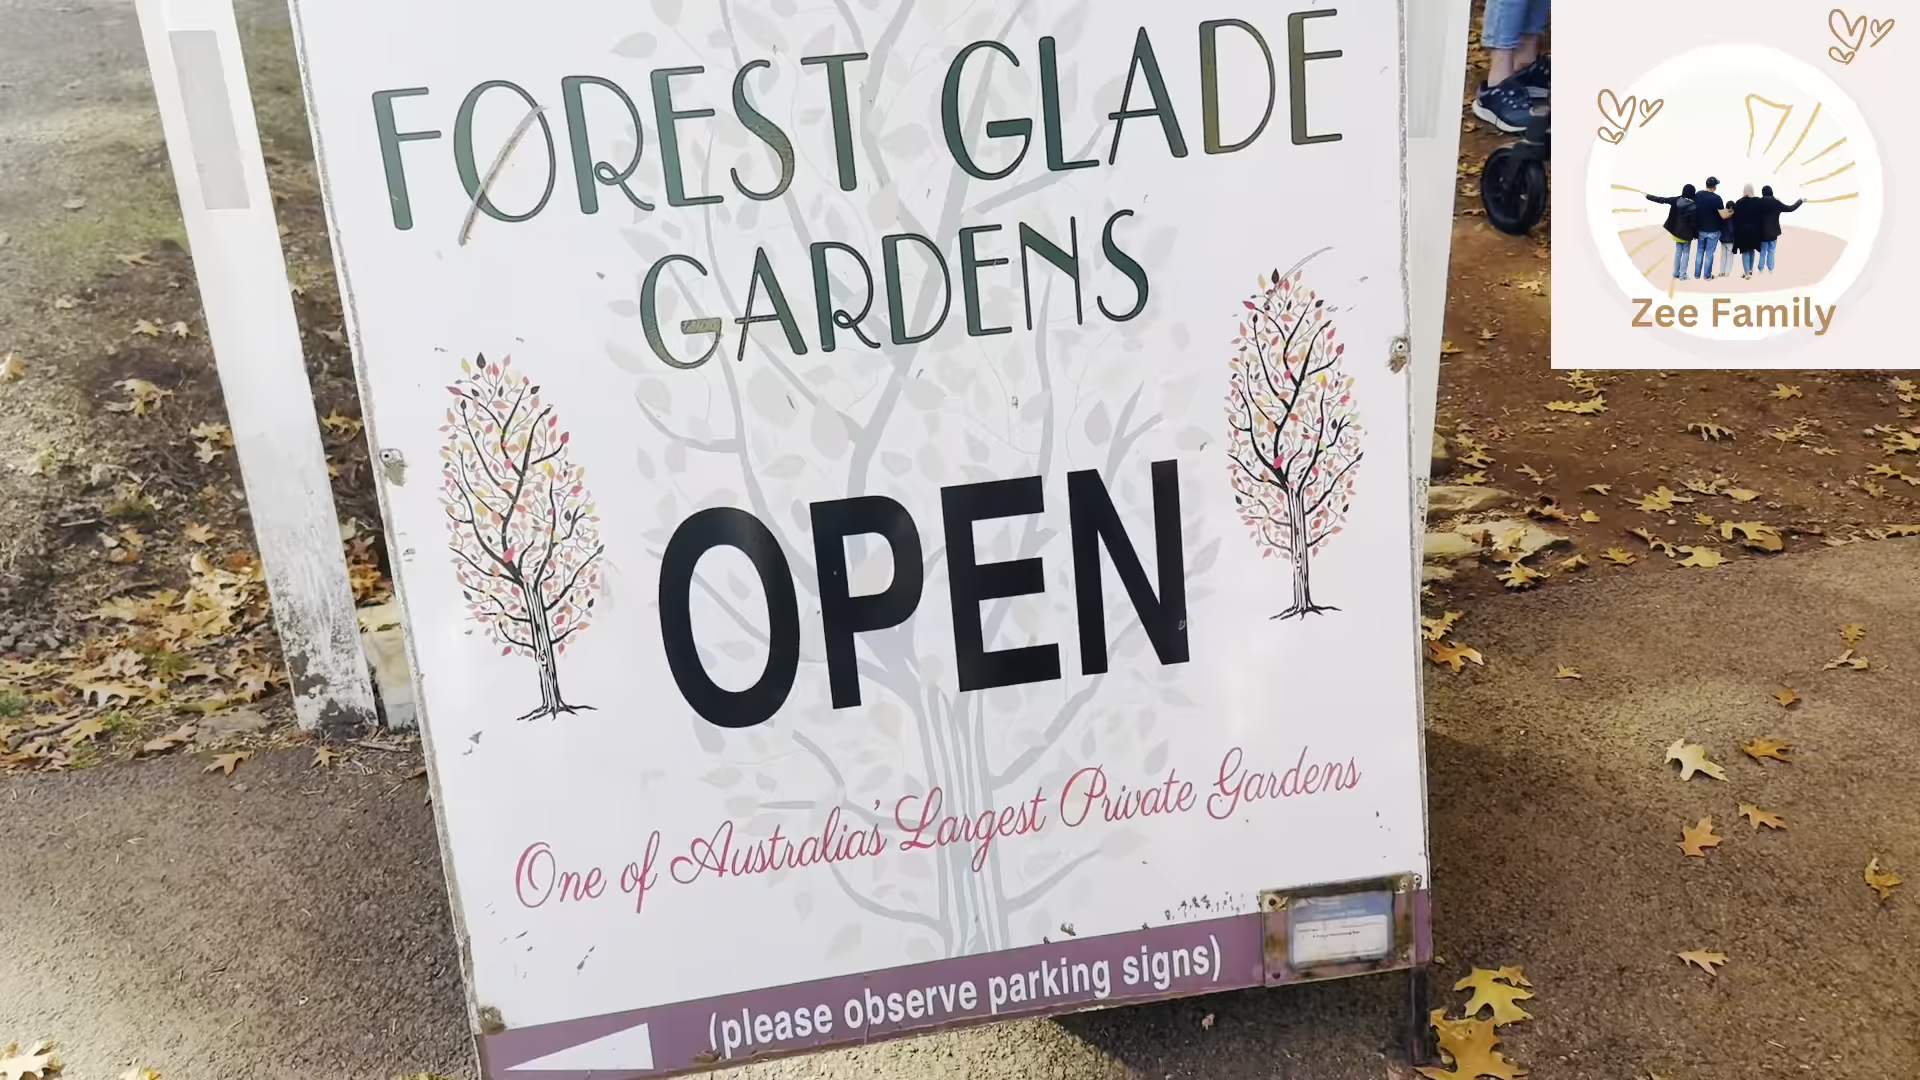 FOREST GLADE
GARDENS
OPEN
One of Australia's Largest Private Gardens
(please observe parking signs)
Zee Family